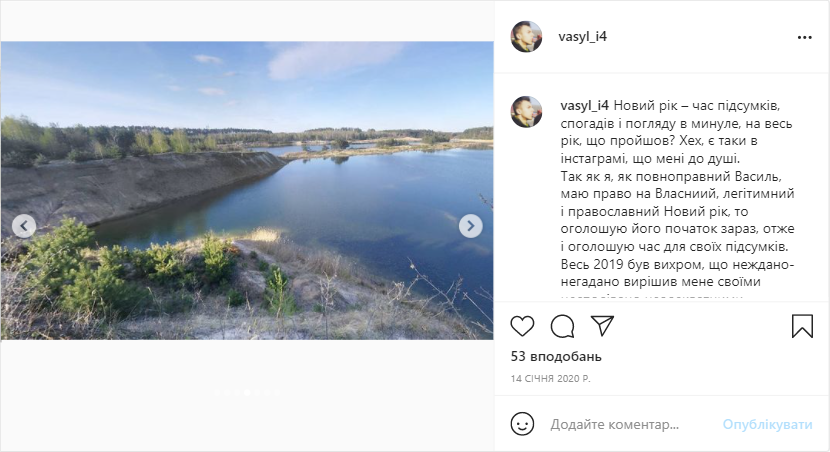 vasyl_i4
vasyl_i4 Новий рік – час підсумків,
спогадів і погляду в минуле, на весь
рік, що пройшов? Хех, є таки в
інстаграмі, що мені до душі.
Так як я, як повноправний Василь,
маю право на Власниий, легітимний
і православний Новий рік, то
оголошую його початок зараз, отже
і оголошую час для своїх підсумків.
Весь 2019 був вихром, що неждано-
негадано вирішив мене своїми
53 вподобань
14 СІЧНЯ 2020 Р.
Додайте коментар... Опублікувати